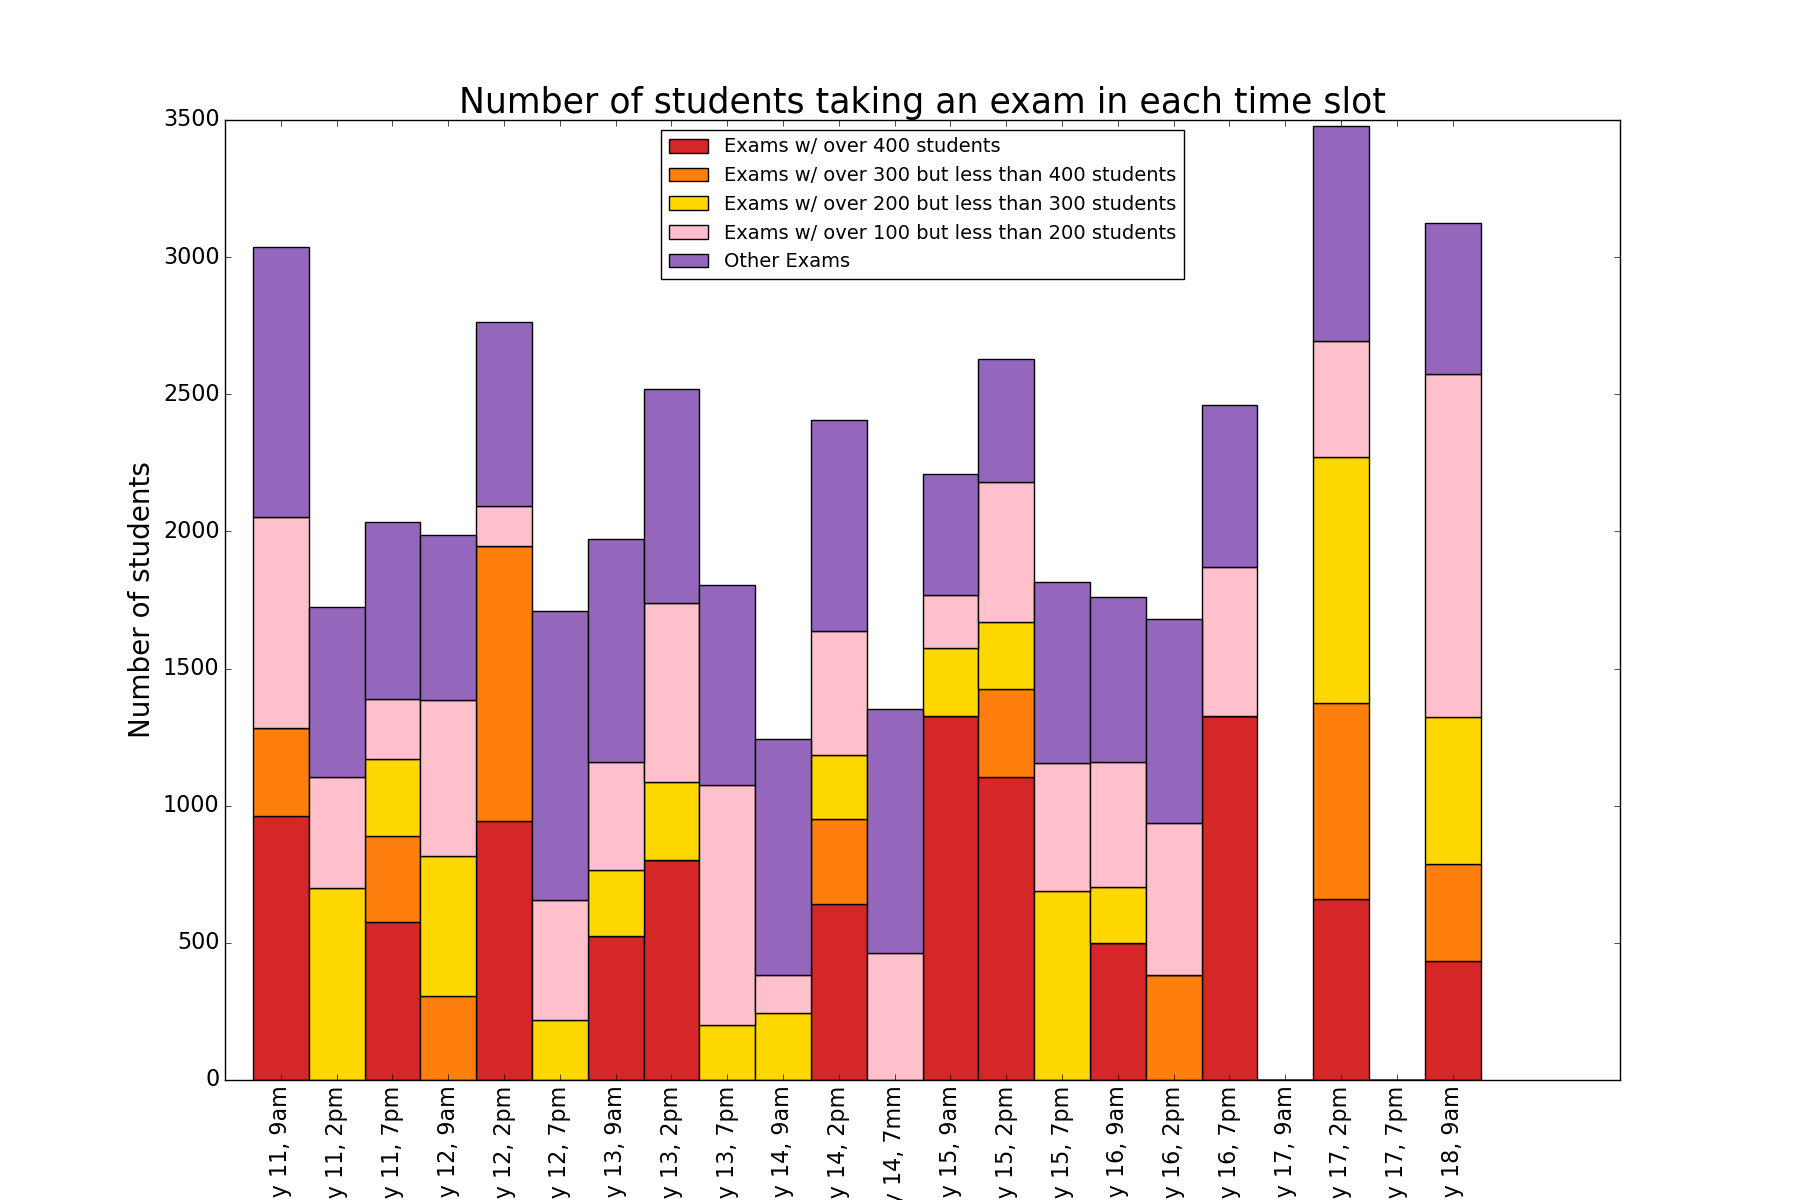 Number of students taking an exam in each time slot
3500
3000
2500
2000
1500
1000
500
0
Number of students
Exams w/ over 400 students
Exams w/ over 300 but less than 400 students
Exams w/ over 200 but less than 300 students
Exams w/ over 100 but less than 200 students
Other Exams
y 11, 9am
y 11, 2pm
y 11, 7pm
y 12, 9am
y 12, 2pm
y 12, 7pm
y 13, 9am
y 13, 2pm
y 13, 7pm
y 14, 9am
y 14, 2pm
y 14, 7mm
y 15, 9am
y 15, 2pm
y 15, 7pm
y 16, 9am
y 16, 2pm
y 16, 7pm
y 17, 9am
y 17, 2pm
y 17, 7pm
y 18, 9am